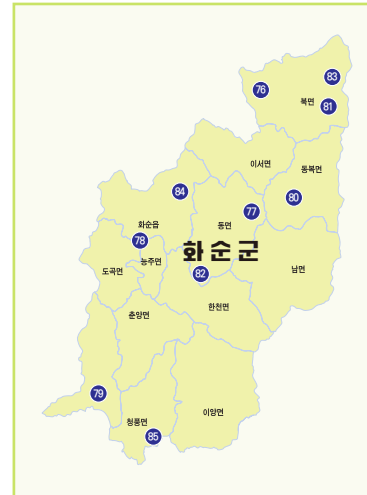 83
76
북면
81
이서면
동복면
84
80
77
화순읍
동면
78
화순군
능주면
도곡면
남면
82
한천면
춘양면
79
이양면
청풍면
85